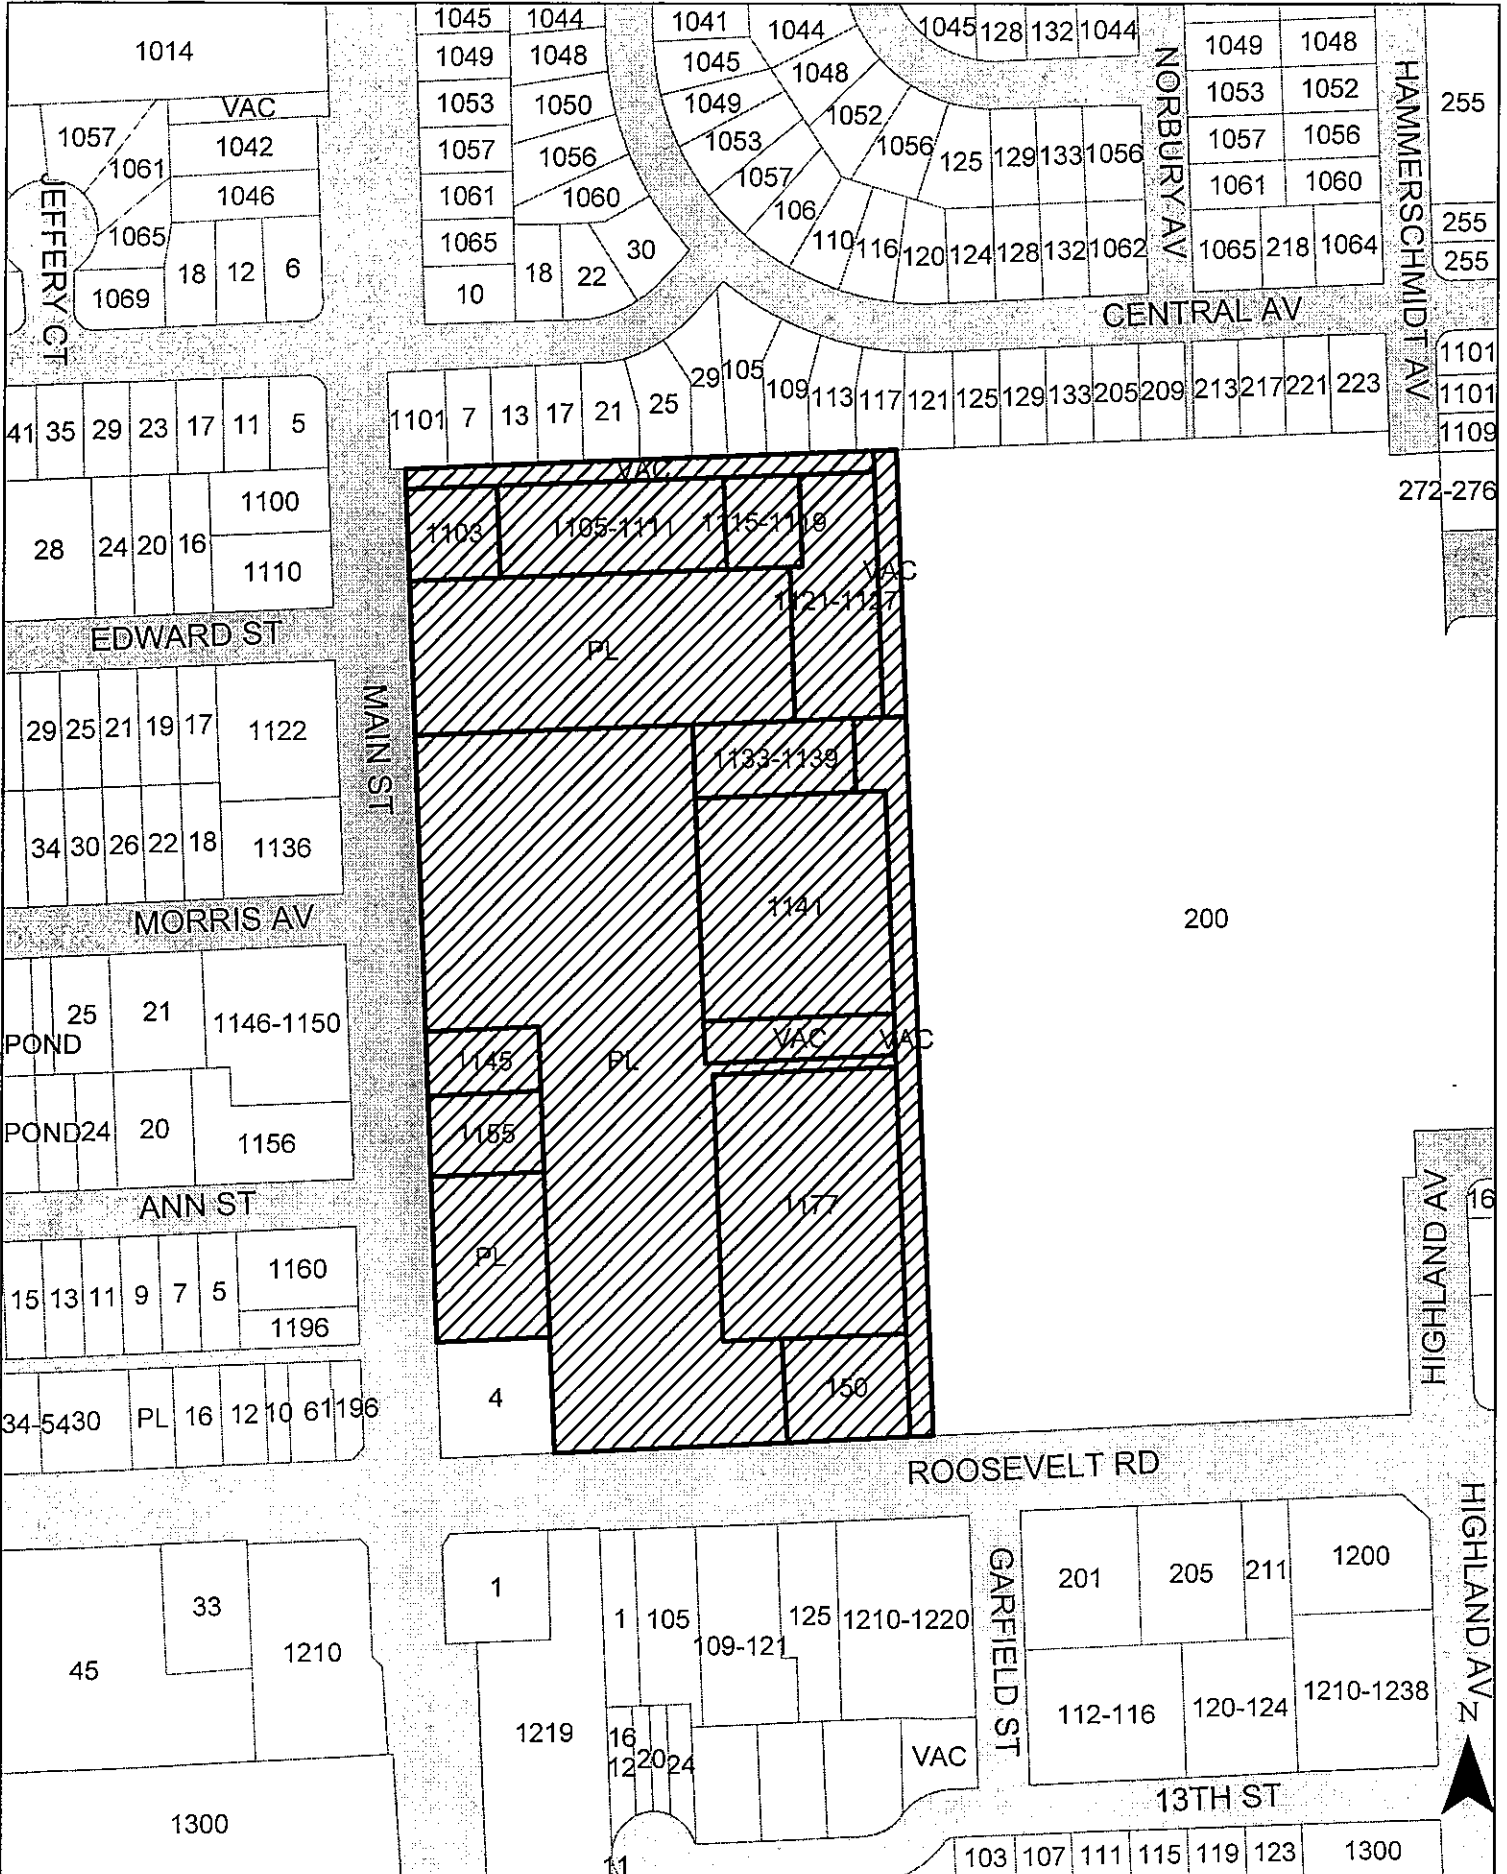 1045 1044 1041 1044 1045 128 132 1044
1014 1049 1048 1045 1048 1049 1048
VAC 1053 1050 1049 1052 1053 1052 255
1057 1042 1057 1056 1053 1056 125 129 133 1056 1057 1056
1061 1046 1061 1060 1057 1061 1060
1065 1065 30 106 110 116 120 124 128 132 1062 1065 218 1064 255
1069 18 12 6 10 18 22 255
JEFFERY CT
NORBURY AV
HAMMERSCHMIDT AV
CENTRAL AV
1101
1101
1109
41 35 29 23 17 11 5 1101 7 13 17 21 25 29 105 109 113 117 121 125 129 133 205 209 213 217 221 223
VAC
272-276
28 24 20 16 1100 1103 1105-1111 1115-1119
1110 VAC
1121-1127
EDWARD ST PL
MAIN ST
29 25 21 19 17 1122 1133-1139
34 30 26 22 18 1136
1141 200
MORRIS AV
25 21 1146-1150
POND VAC VAC
1145 PL
POND 24 20 1156 1155
ANN ST 1177
HIGHLAND AV 16
PL
15 13 11 9 7 5 1160
1196
34-54 30 PL 16 12 10 6 1196 4 150
ROOSEVELT RD
HIGHLAND AV
GARFIELD ST
33 1 1 105 109-121 125 1210-1220 201 205 211 1200
45 1210
1219 16 12 20 24 VAC 112-116 120-124 1210-1238
N
13TH ST
1300 11 103 107 111 115 119 123 1300